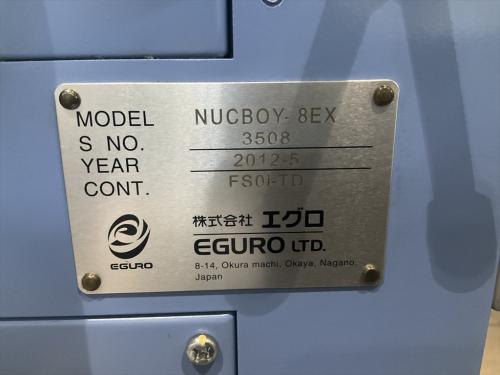 MODEL NUCBOY-8EX
S NO. 3508
YEAR 2012-5
CONT. FS0i-TD
株式会社 エグロ
EGURO LTD.
EGURO
8-14, Okura machi, Okaya, Nagano,
Japan